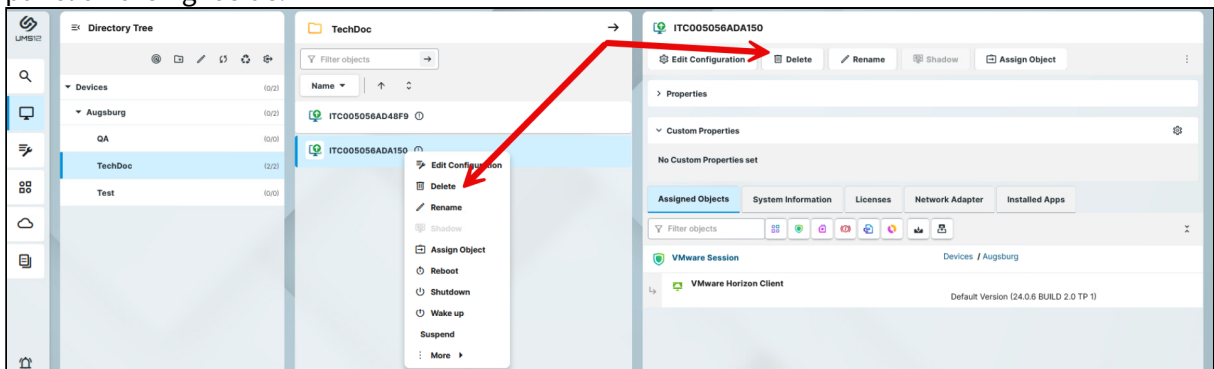 UMS12
Directory Tree
Devices (0/2)
Augsburg (0/2)
QA (0/0)
TechDoc (2/2)
Test (0/0)
TechDoc
Filter objects
Name
ITC005056AD48F9
ITC005056ADA150
Edit Configuration
Delete
Rename
Shadow
Assign Object
Reboot
Shutdown
Wake up
Suspend
More
ITC005056ADA150
Edit Configuration Delete Rename Shadow Assign Object
Properties
Custom Properties
No Custom Properties set
Assigned Objects System Information Licenses Network Adapter Installed Apps
Filter objects
VMware Session Devices / Augsburg
VMware Horizon Client
Default Version (24.0.6 BUILD 2.0 TP 1)